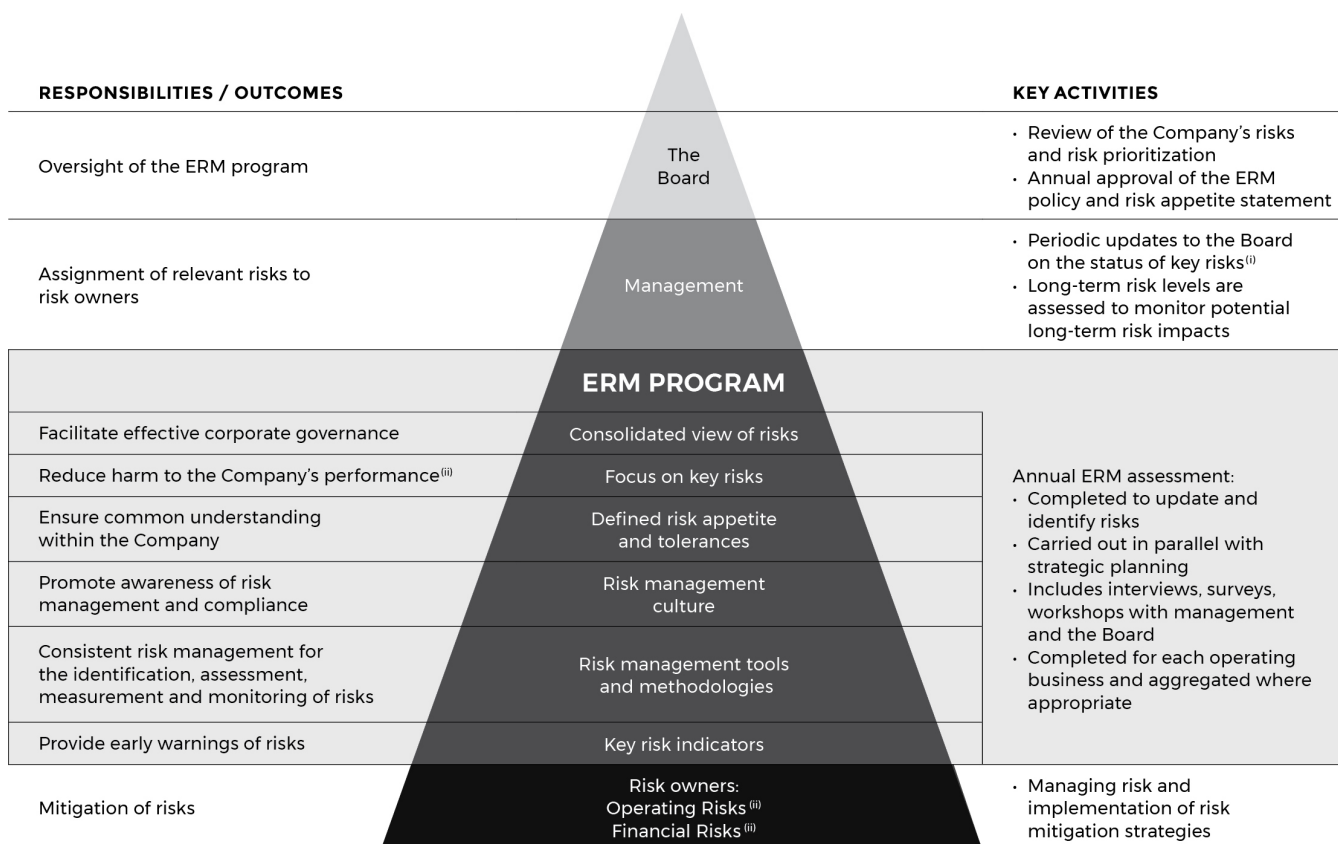 RESPONSIBILITIES / OUTCOMES
KEY ACTIVITIES
Oversight of the ERM program
The
Board
• Review of the Company’s risks
and risk prioritization
• Annual approval of the ERM
policy and risk appetite statement
Assignment of relevant risks to
risk owners
Management
• Periodic updates to the Board
on the status of key risks(i)
• Long-term risk levels are
assessed to monitor potential
long-term risk impacts
ERM PROGRAM
Facilitate effective corporate governance
Consolidated view of risks
Reduce harm to the Company’s performance(ii)
Focus on key risks
Ensure common understanding
within the Company
Defined risk appetite
and tolerances
Promote awareness of risk
management and compliance
Risk management
culture
Consistent risk management for
the identification, assessment,
measurement and monitoring of risks
Risk management tools
and methodologies
Provide early warnings of risks
Key risk indicators
Annual ERM assessment:
• Completed to update and
identify risks
• Carried out in parallel with
strategic planning
• Includes interviews, surveys,
workshops with management
and the Board
• Completed for each operating
business and aggregated where
appropriate
Mitigation of risks
Risk owners:
Operating Risks(ii)
Financial Risks(ii)
• Managing risk and
implementation of risk
mitigation strategies